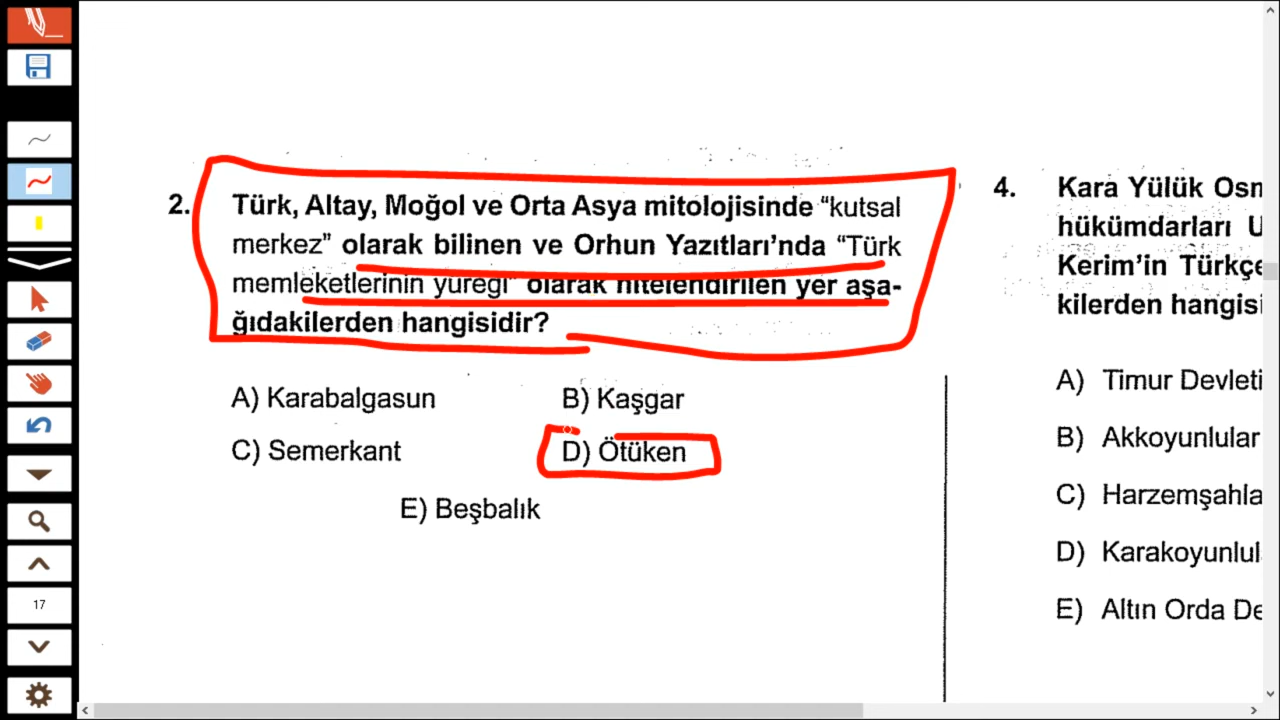 2. Türk, Altay, Moğol ve Orta Asya mitolojisinde “kutsal
merkez” olarak bilinen ve Orhun Yazıtları’nda “Türk
memleketlerinin yüreği” olarak nitelendirilen yer aşa-
ğıdakilerden hangisidir?
A) Karabalgasun
B) Kaşgar
C) Semerkant
D) Ötüken
E) Beşbalık
4. Kara Yülük Osm
hükümdarları U
Kerim’in Türkçe
kilerden hangisi
A) Timur Devleti
B) Akkoyunlular
C) Harzemşahla
D) Karakoyunlul
E) Altın Orda De
17